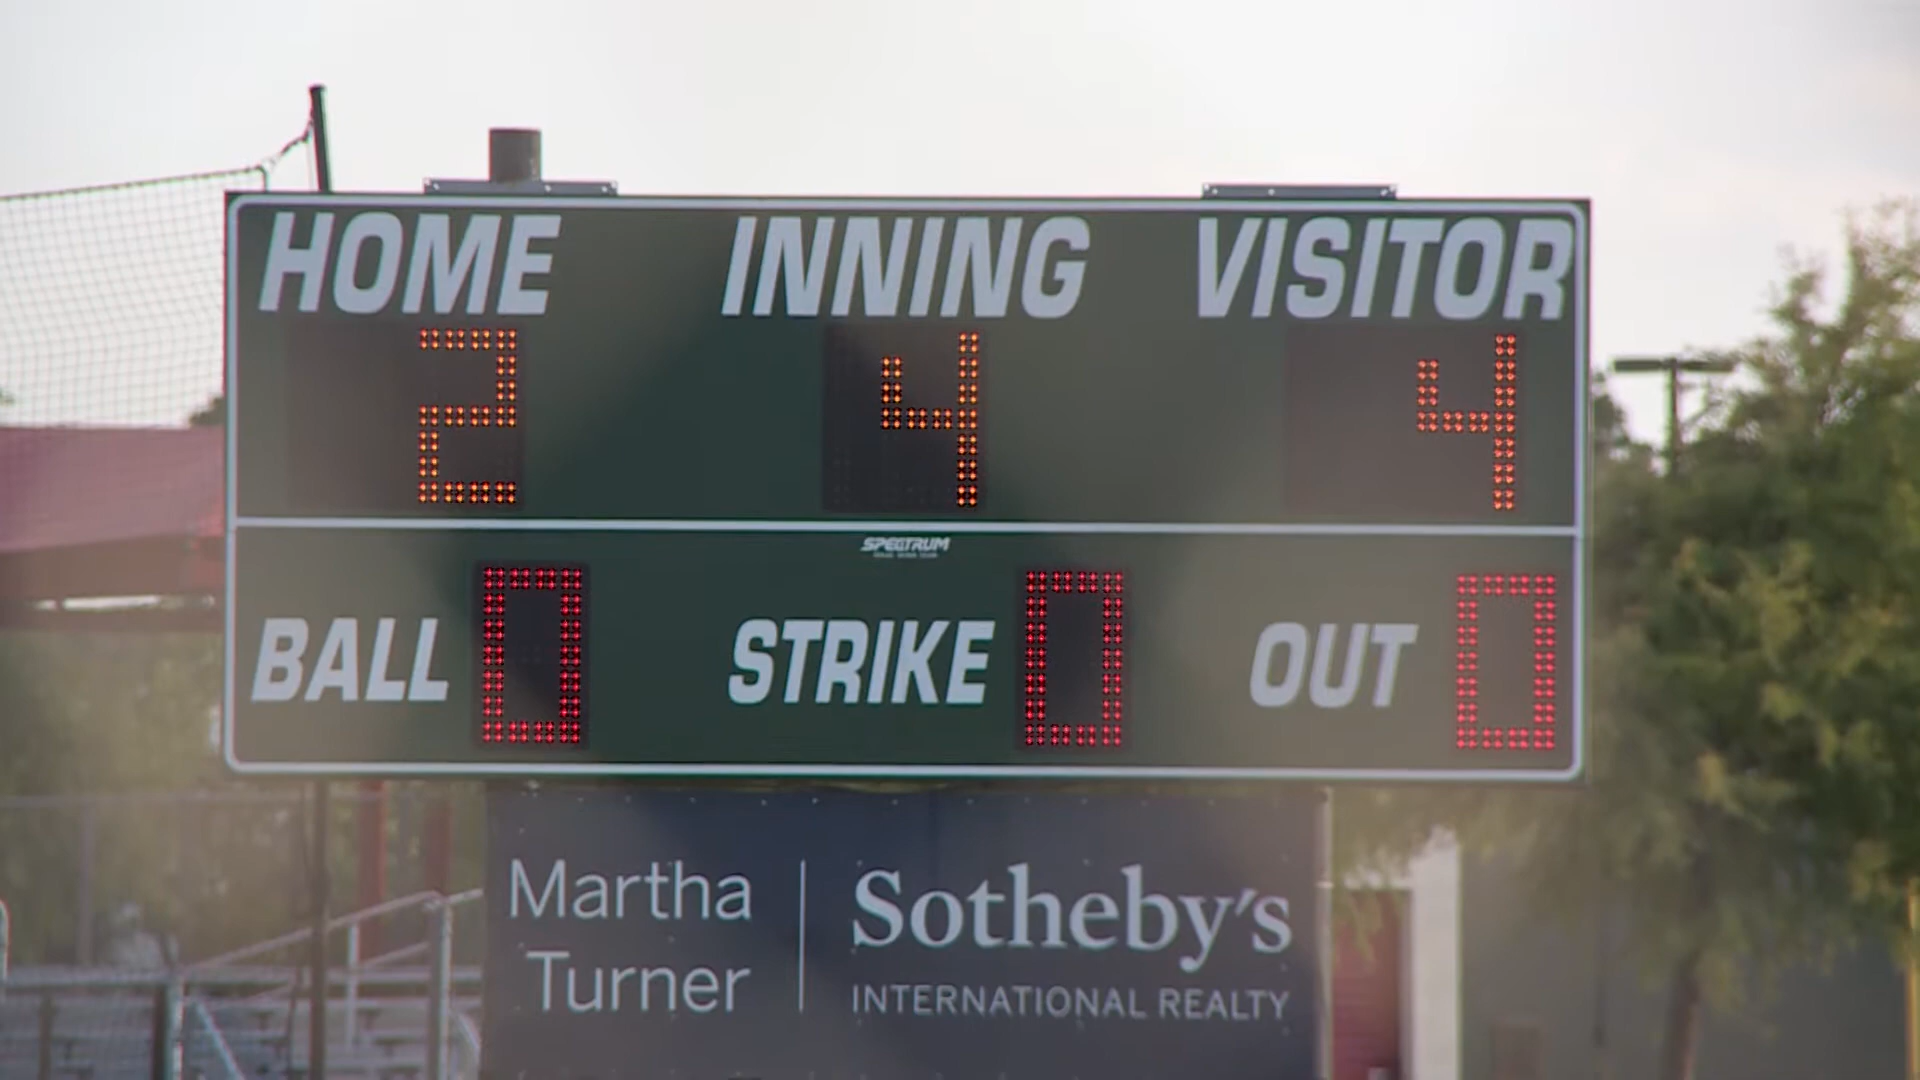 HOME INNING VISITOR
2 4 4
SPECTRUM
BALL 0 STRIKE 0 OUT 0
Martha Turner
Sotheby's
INTERNATIONAL REALTY